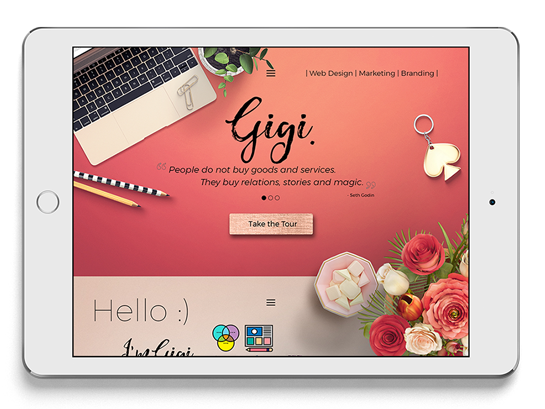 | Web Design | Marketing | Branding |
Gigi.
“ People do not buy goods and services.
They buy relations, stories and magic. ”
- Seth Godin
Take the Tour
Hello :)
I'm Gigi